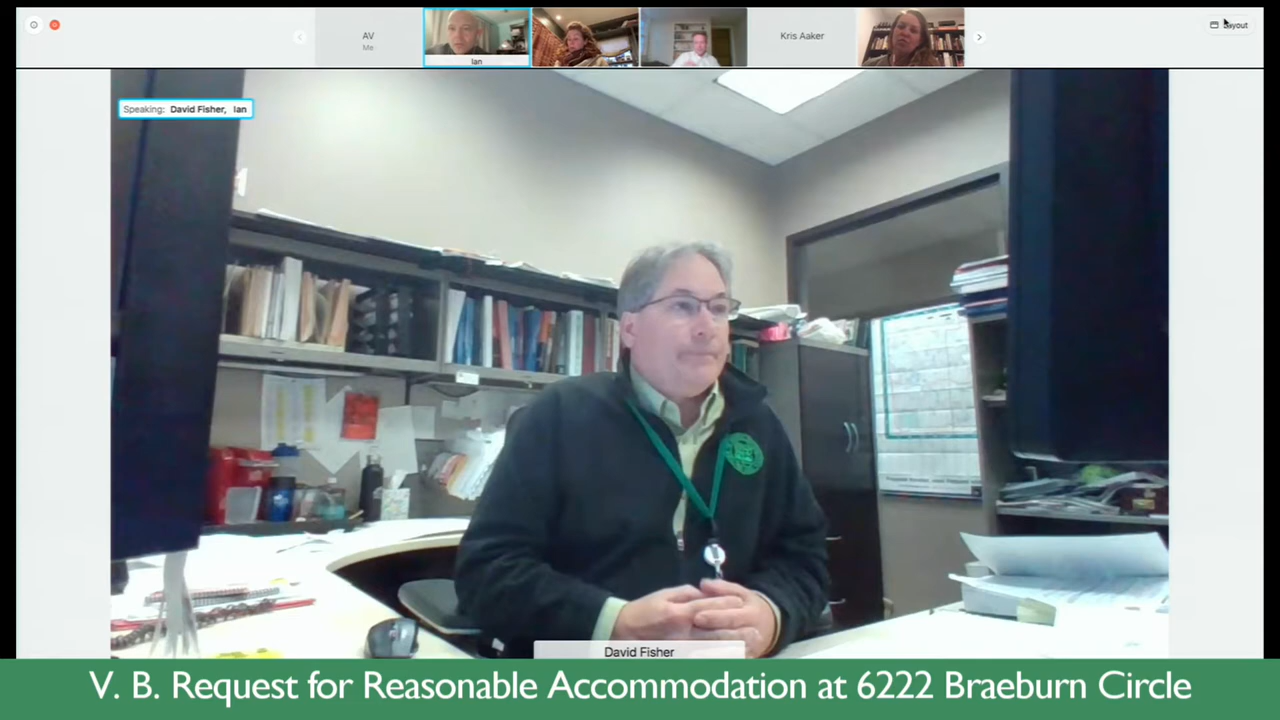 AV
Me
Ian
Kris Aaker
Layout
Speaking: David Fisher, Ian
David Fisher
V. B. Request for Reasonable Accommodation at 6222 Braeburn Circle